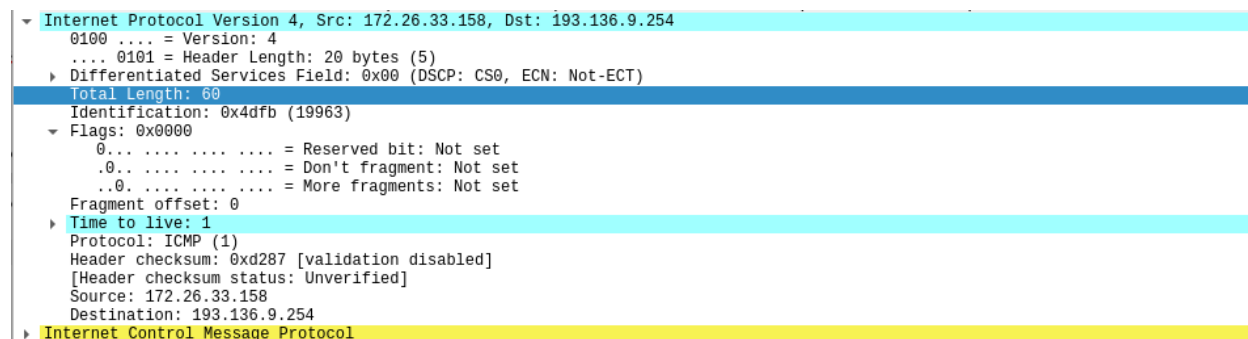 Internet Protocol Version 4, Src: 172.26.33.158, Dst: 193.136.9.254
0100 .... = Version: 4
.... 0101 = Header Length: 20 bytes (5)
Differentiated Services Field: 0x00 (DSCP: CS0, ECN: Not-ECT)
Total Length: 60
Identification: 0x4dfb (19963)
Flags: 0x0000
0... .... .... .... = Reserved bit: Not set
.0.. .... .... .... = Don't fragment: Not set
..0. .... .... .... = More fragments: Not set
Fragment offset: 0
Time to live: 1
Protocol: ICMP (1)
Header checksum: 0xd287 [validation disabled]
[Header checksum status: Unverified]
Source: 172.26.33.158
Destination: 193.136.9.254
Internet Control Message Protocol